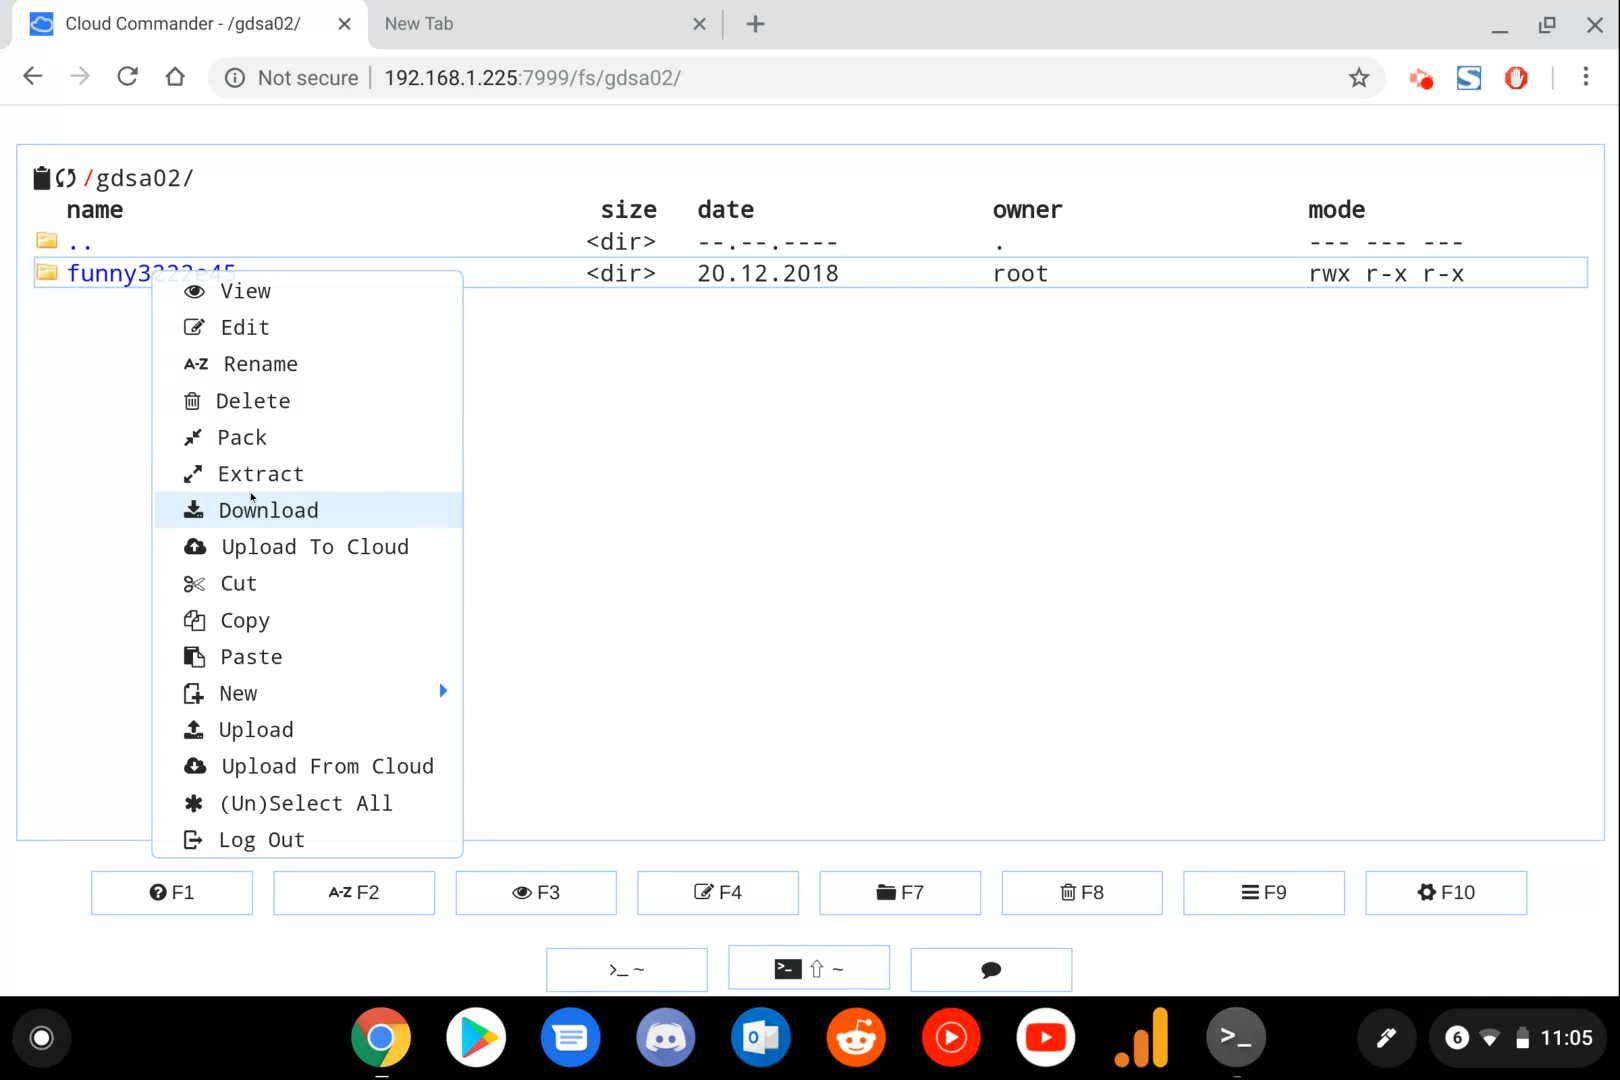 Cloud Commander - /gdsa02/
New Tab
Not secure 192.168.1.225:7999/fs/gdsa02/
/gdsa02/
name size date owner mode
.. <dir> --.--.---- . --- --- ---
funny3222e45 <dir> 20.12.2018 root rwx r-x r-x
View
Edit
A-Z Rename
Delete
Pack
Extract
Download
Upload To Cloud
Cut
Copy
Paste
New
Upload
Upload From Cloud
(Un)Select All
Log Out
F1 A-Z F2 F3 F4 F7 F8 F9 F10
>_ ~ >_ ⇧ ~
6 11:05